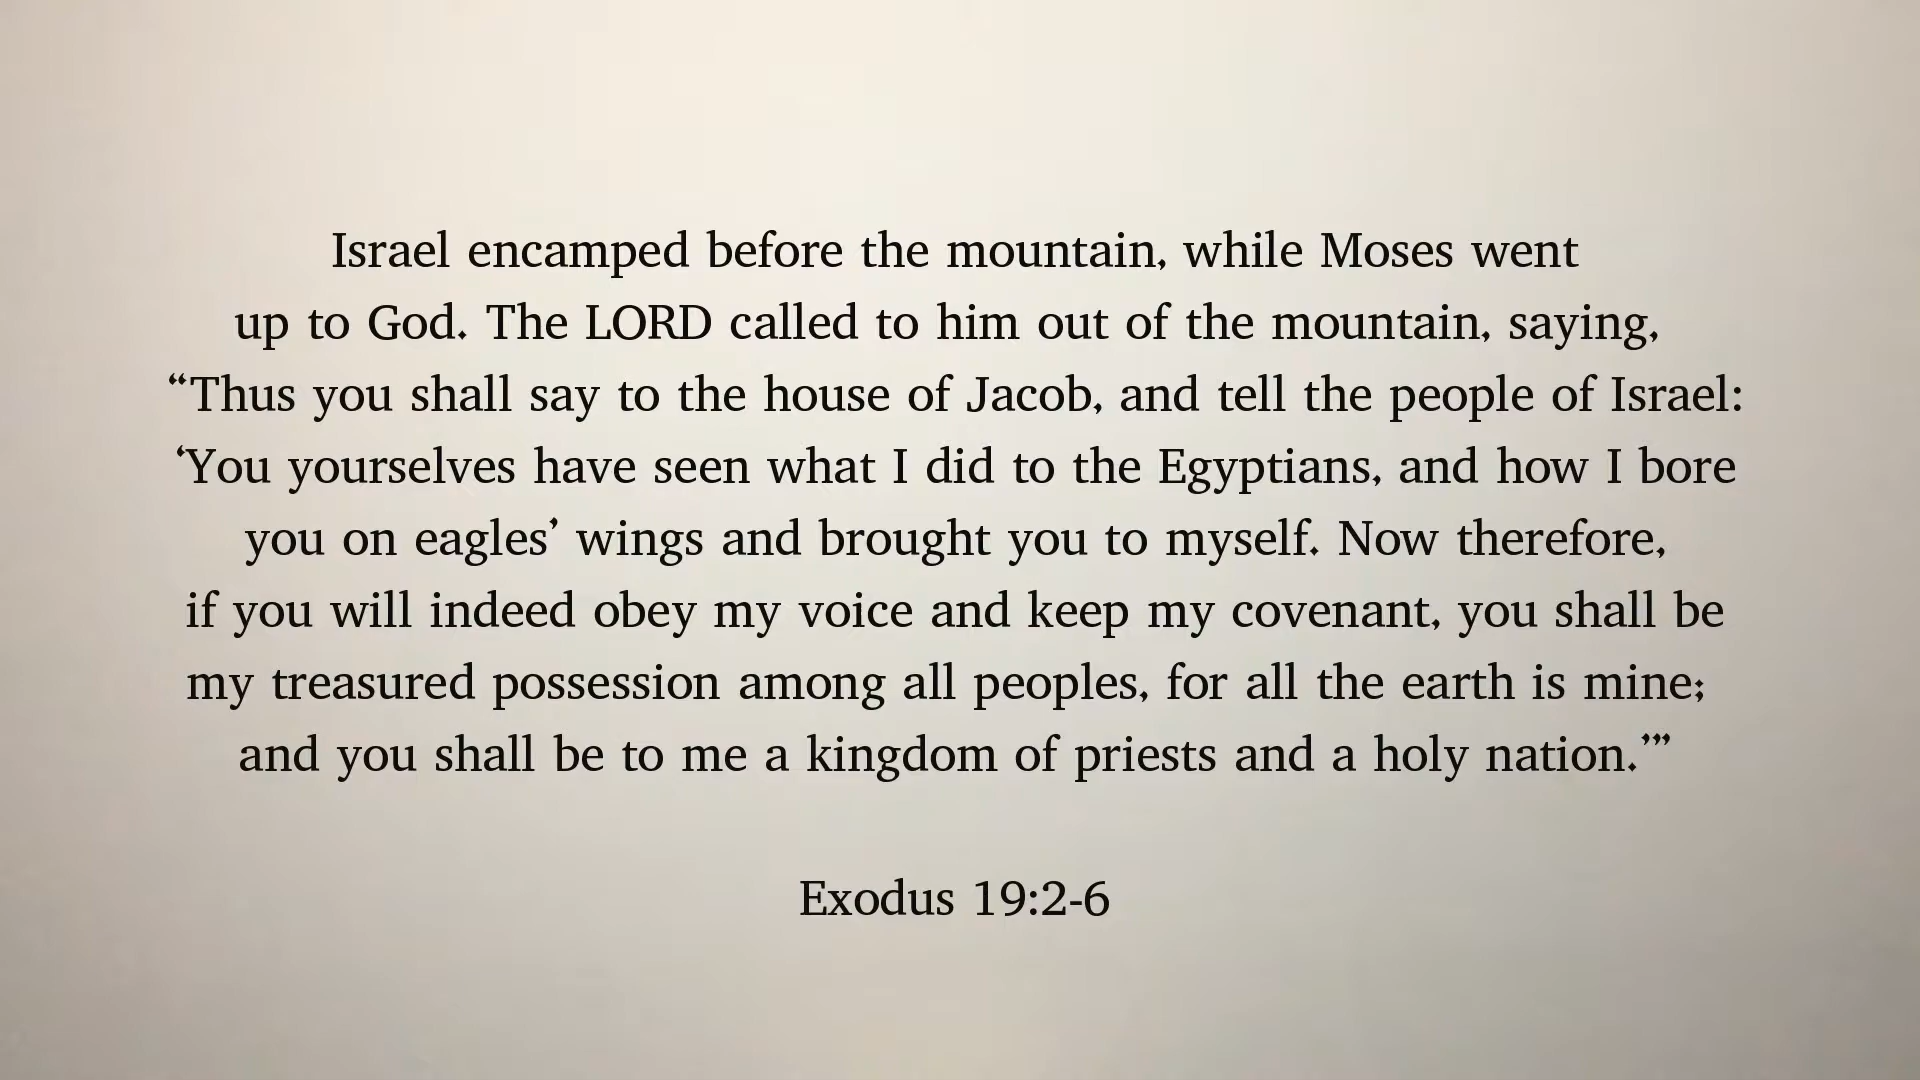 Israel encamped before the mountain, while Moses went
up to God. The LORD called to him out of the mountain, saying,
“Thus you shall say to the house of Jacob, and tell the people of Israel:
‘You yourselves have seen what I did to the Egyptians, and how I bore
you on eagles’ wings and brought you to myself. Now therefore,
if you will indeed obey my voice and keep my covenant, you shall be
my treasured possession among all peoples, for all the earth is mine;
and you shall be to me a kingdom of priests and a holy nation.’”
Exodus 19:2-6